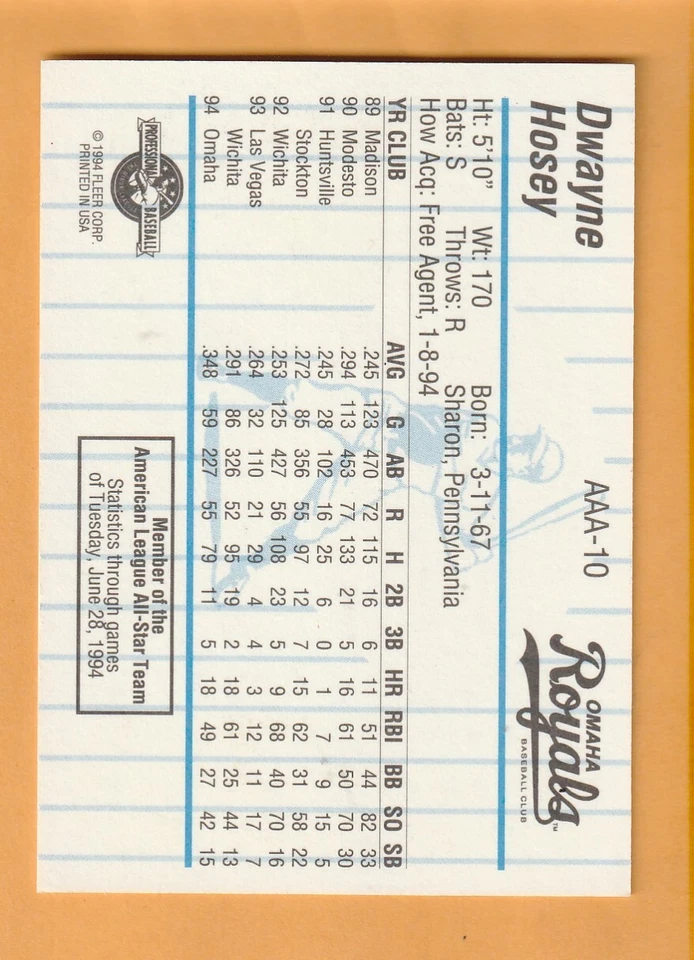 Dwayne
Hosey
AAA-10
OMAHA
Royals™
BASEBALL CLUB
Ht: 5'10" Wt: 170 Born: 3-11-67
Bats: S Throws: R Sharon, Pennsylvania
How Acq: Free Agent, 1-8-94
YR CLUB AVG G AB R H 2B 3B HR RBI BB SO SB
89 Madison .245 123 470 72 115 16 6 11 51 44 82 33
90 Modesto .294 113 453 77 133 21 5 16 61 50 70 30
91 Huntsville .245 28 102 16 25 6 0 1 7 9 15 5
Stockton .272 85 356 55 97 12 7 15 62 31 58 22
92 Wichita .253 125 427 56 108 23 5 9 68 40 70 16
93 Las Vegas .264 32 110 21 29 4 4 3 12 11 17 7
Wichita .291 86 326 52 95 19 2 18 61 25 44 13
94 Omaha .348 59 227 55 79 11 5 18 49 27 42 15
PROFESSIONAL
BASEBALL
©1994 FLEER CORP.
PRINTED IN USA
Member of the
American League All-Star Team
Statistics through games
of Tuesday, June 28, 1994